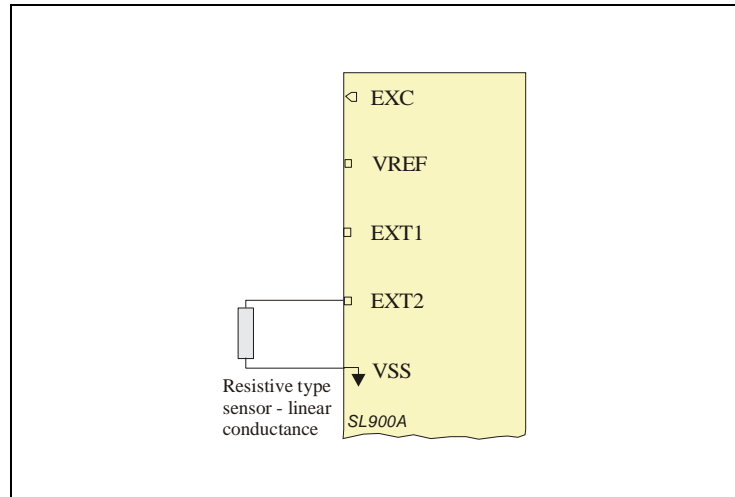 EXC
VREF
EXT1
EXT2
VSS
Resistive type
sensor - linear
conductance
SL900A